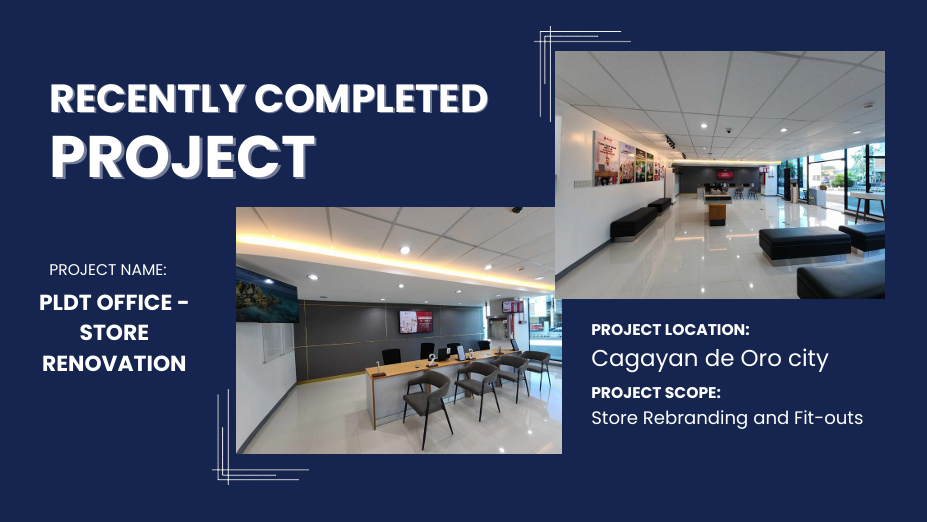 RECENTLY COMPLETED
PROJECT
PROJECT NAME:
PLDT OFFICE -
STORE
RENOVATION
PROJECT LOCATION:
Cagayan de Oro city
PROJECT SCOPE:
Store Rebranding and Fit-outs